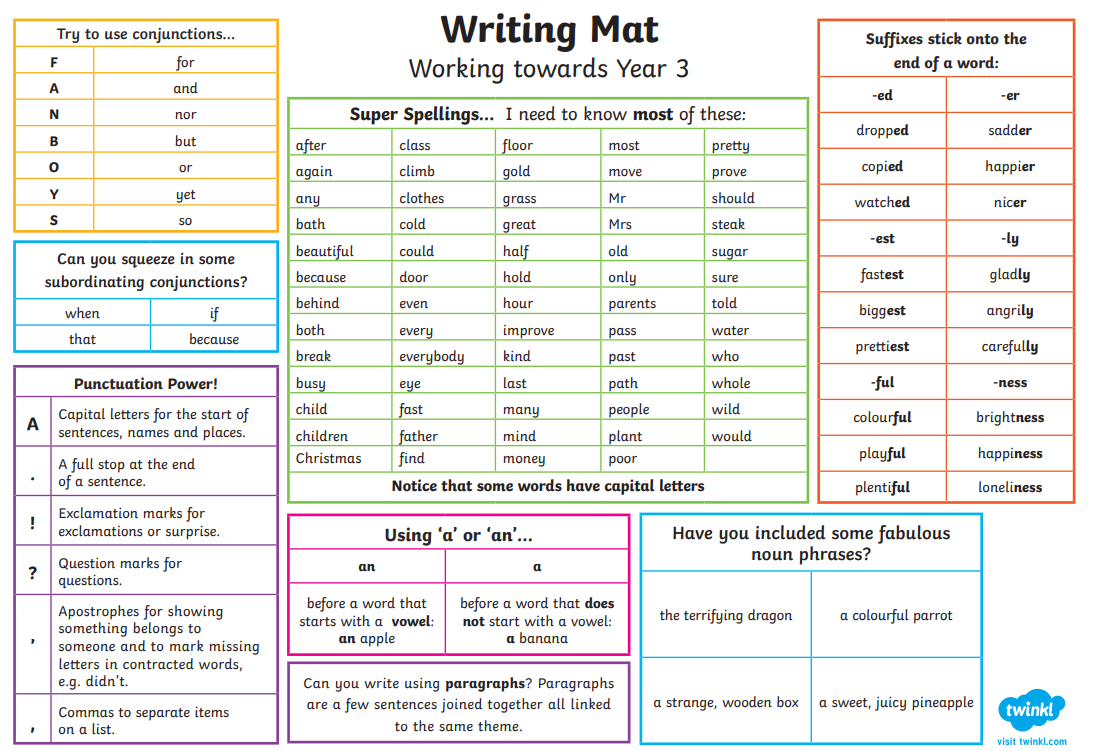 Writing Mat
Working towards Year 3
Try to use conjunctions...
F for
A and
N nor
B but
O or
Y yet
S so
Can you squeeze in some
subordinating conjunctions?
when if
that because
Punctuation Power!
A Capital letters for the start of
sentences, names and places.
. A full stop at the end
of a sentence.
! Exclamation marks for
exclamations or surprise.
? Question marks for
questions.
’ Apostrophes for showing
something belongs to
someone and to mark missing
letters in contracted words,
e.g. didn’t.
, Commas to separate items
on a list.
Super Spellings... I need to know most of these:
after class floor most pretty
again climb gold move prove
any clothes grass Mr should
bath cold great Mrs steak
beautiful could half old sugar
because door hold only sure
behind even hour parents told
both every improve pass water
break everybody kind past who
busy eye last path whole
child fast many people wild
children father mind plant would
Christmas find money poor
Notice that some words have capital letters
Using ‘a’ or ‘an’...
an a
before a word that
starts with a vowel:
an apple
before a word that does
not start with a vowel:
a banana
Can you write using paragraphs? Paragraphs
are a few sentences joined together all linked
to the same theme.
Have you included some fabulous
noun phrases?
the terrifying dragon a colourful parrot
a strange, wooden box a sweet, juicy pineapple
Suffixes stick onto the
end of a word:
-ed -er
dropped sadder
copied happier
watched nicer
-est -ly
fastest gladly
biggest angrily
prettiest carefully
-ful -ness
colourful brightness
playful happiness
plentiful loneliness
twinkl
visit twinkl.com